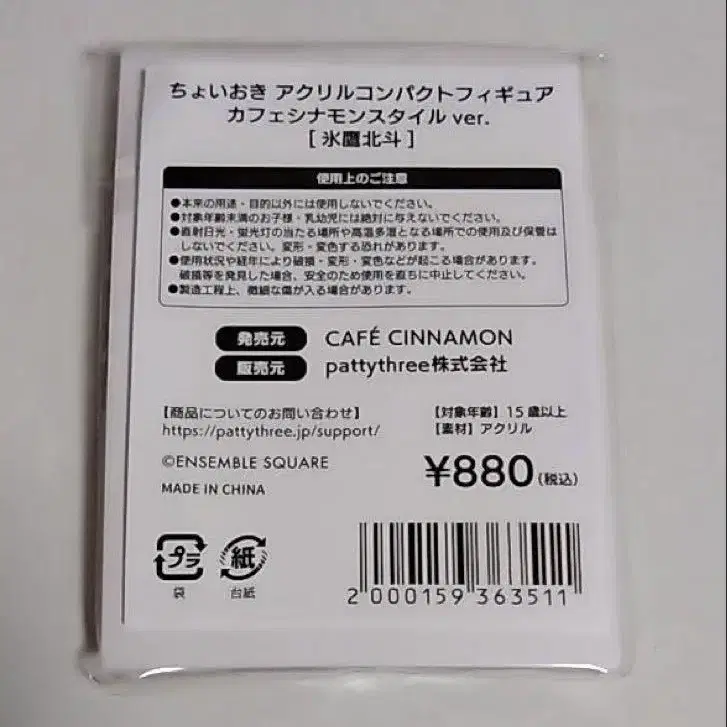 ちょいおき アクリルコンパクトフィギュア
カフェシナモンスタイル ver.
[ 氷鷹北斗 ]
使用上のご注意
●本来の用途・目的以外には使用しないでください。
●対象年齢未満のお子様・乳幼児には絶対に与えないでください。
●直射日光・蛍光灯の当たる場所や高温多湿となる場所での使用及び保管は
しないでください。変形・変色する恐れがあります。
●使用状況や経年により破損・変形・変色などが起こる場合があります。
破損等を発見した場合、安全のため使用を直ちに中止してください。
●製造工程上、微細な傷が入る場合があります。
発売元 CAFÉ CINNAMON
販売元 pattythree株式会社
【商品についてのお問い合わせ】
https://pattythree.jp/support/
【対象年齢】15歳以上
【素材】アクリル
©ENSEMBLE SQUARE
MADE IN CHINA
¥880(税込)
プラ 紙
袋 台紙
2 000159 363511